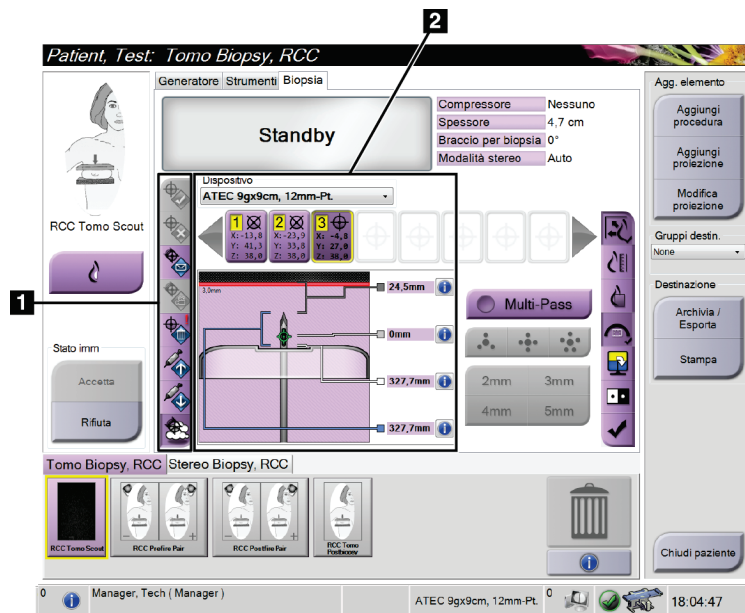 2
Patient, Test: Tomo Biopsy, RCC
Generatore Strumenti Biopsia
Standby
Compressore Nessuno
Spessore 4,7 cm
Braccio per biopsia 0°
Modalità stereo Auto
Agg. elemento
Aggiungi procedura
Aggiungi proiezione
Modifica proiezione
Gruppi destin.
None
Destinazione
Archivia / Esporta
Stampa
Chiudi paziente
RCC Tomo Scout
1
Stato imm
Accetta
Rifiuta
Dispositivo
ATEC 9gx9cm, 12mm-Pt.
1
X:-13,8
Y: 41,3
Z: 38,0
2
X:-23,9
Y: 33,8
Z: 38,0
3
X: -4,8
Y: 27,0
Z: 38,0
3,0mm
24,5mm
0mm
327,7mm
327,7mm
Multi-Pass
2mm 3mm
4mm 5mm
Tomo Biopsy, RCC Stereo Biopsy, RCC
RCC Tomo Scout
RCC Prefire Pair
RCC Postfire Pair
RCC Tomo Postbiopsy
0 Manager, Tech ( Manager ) ATEC 9gx9cm, 12mm-Pt. 0 18:04:47